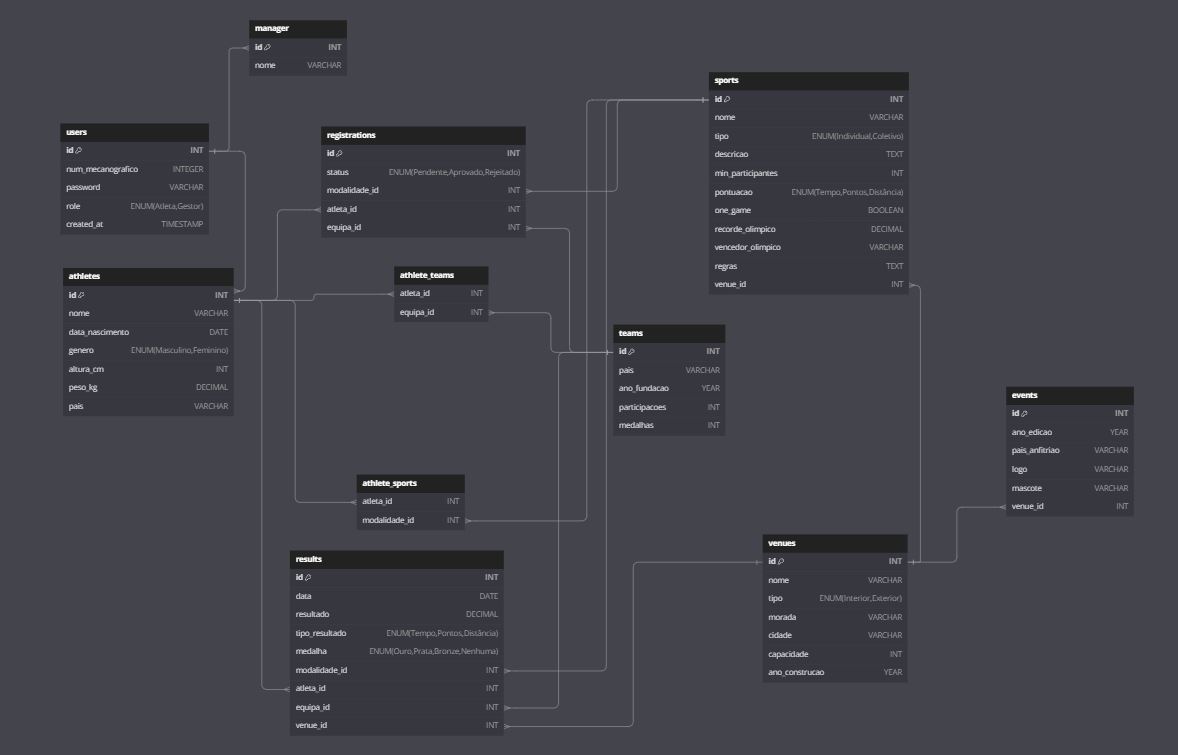 manager
id INT
nome VARCHAR
users
id INT
num_mecanografico INTEGER
password VARCHAR
role ENUM(Atleta,Gestor)
created_at TIMESTAMP
registrations
id INT
status ENUM(Pendente,Aprovado,Rejeitado)
modalidade_id INT
atleta_id INT
equipa_id INT
sports
id INT
nome VARCHAR
tipo ENUM(Individual,Coletivo)
descricao TEXT
min_participantes INT
pontuacao ENUM(Tempo,Pontos,Distância)
one_game BOOLEAN
recorde_olimpico DECIMAL
vencedor_olimpico VARCHAR
regras TEXT
venue_id INT
athletes
id INT
nome VARCHAR
data_nascimento DATE
genero ENUM(Masculino,Feminino)
altura_cm INT
peso_kg DECIMAL
pais VARCHAR
athlete_teams
atleta_id INT
equipa_id INT
teams
id INT
pais VARCHAR
ano_fundacao YEAR
participacoes INT
medalhas INT
events
id INT
ano_edicao YEAR
pais_anfitriao VARCHAR
logo VARCHAR
mascote VARCHAR
venue_id INT
athlete_sports
atleta_id INT
modalidade_id INT
results
id INT
data DATE
resultado DECIMAL
tipo_resultado ENUM(Tempo,Pontos,Distância)
medalha ENUM(Ouro,Prata,Bronze,Nenhuma)
modalidade_id INT
atleta_id INT
equipa_id INT
venue_id INT
venues
id INT
nome VARCHAR
tipo ENUM(Interior,Exterior)
morada VARCHAR
cidade VARCHAR
capacidade INT
ano_construcao YEAR